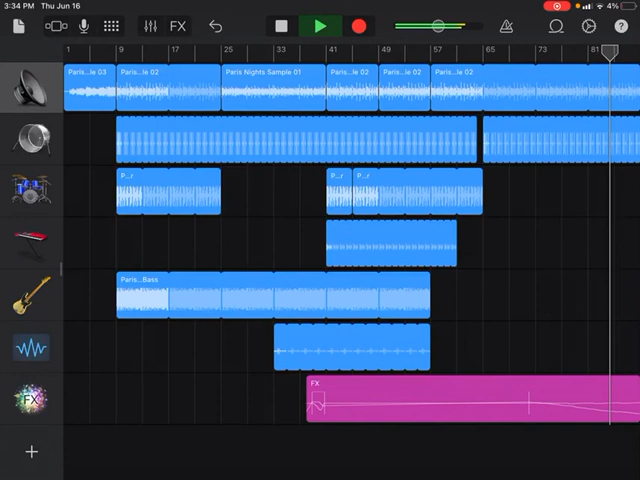 3:34 PM Thu Jun 16
4%
FX
?
1 9 17 25 33 41 49 57 65 73 81
Paris...le 03 Paris...le 02 Paris Nights Sample 01 Paris...le 02 Paris...le 02 Paris...le 02
P...r P...r P...r
Paris...Bass
FX
FX